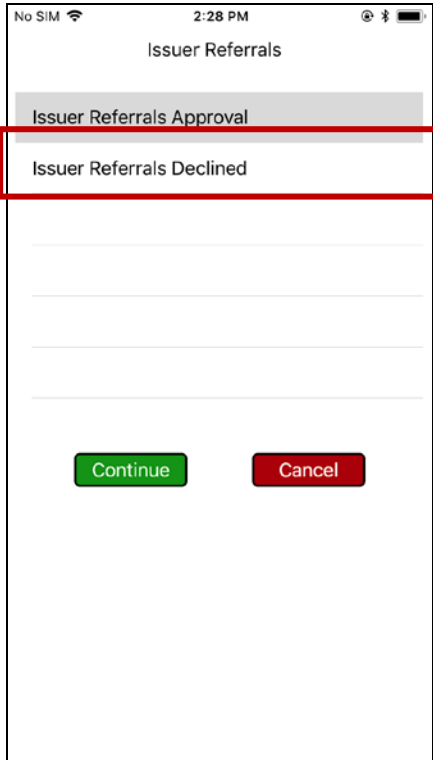 No SIM 2:28 PM
Issuer Referrals
Issuer Referrals Approval
Issuer Referrals Declined
Continue Cancel